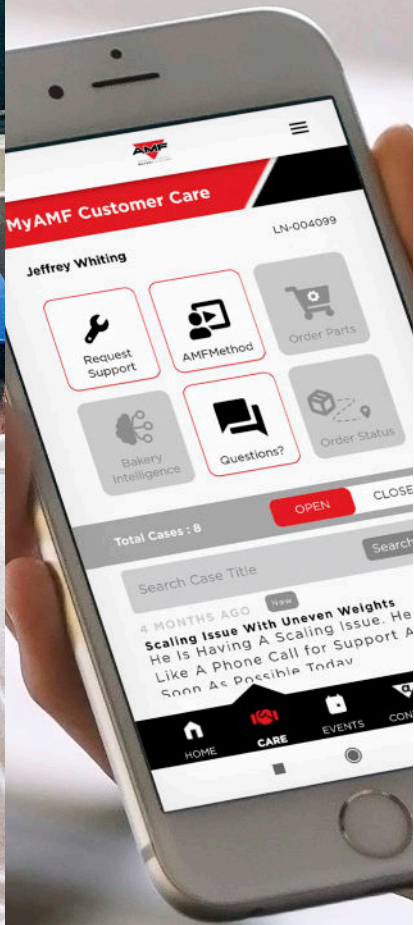 AMF
MyAMF Customer Care
Jeffrey Whiting
LN-004099
Request
Support
AMFMethod
Order Parts
Bakery
Intelligence
Questions?
Order Status
Total Cases : 8
OPEN
CLOSE
Search Case Title
Search
4 MONTHS AGO New
Scaling Issue With Uneven Weights
He Is Having A Scaling Issue. He
Like A Phone Call for Support A
Soon As Possible Today
HOME
CARE
EVENTS
CON